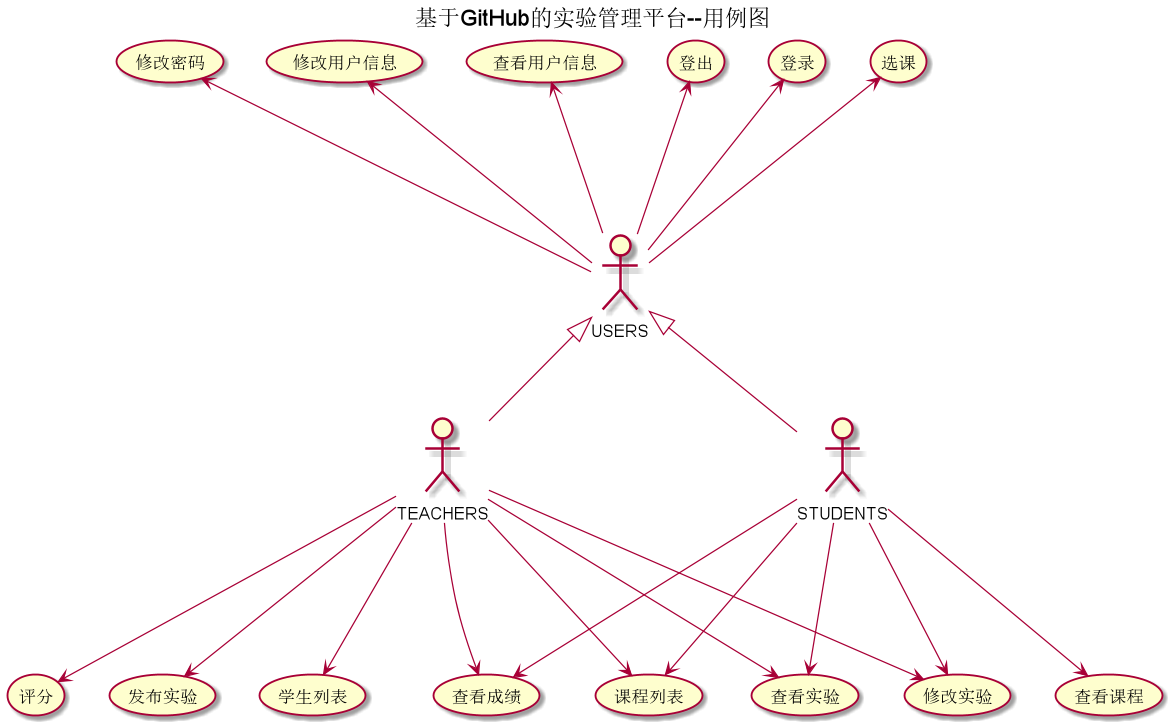 基于GitHub的实验管理平台--用例图
修改密码
修改用户信息
查看用户信息
登出
登录
选课
USERS
TEACHERS
STUDENTS
评分
发布实验
学生列表
查看成绩
课程列表
查看实验
修改实验
查看课程